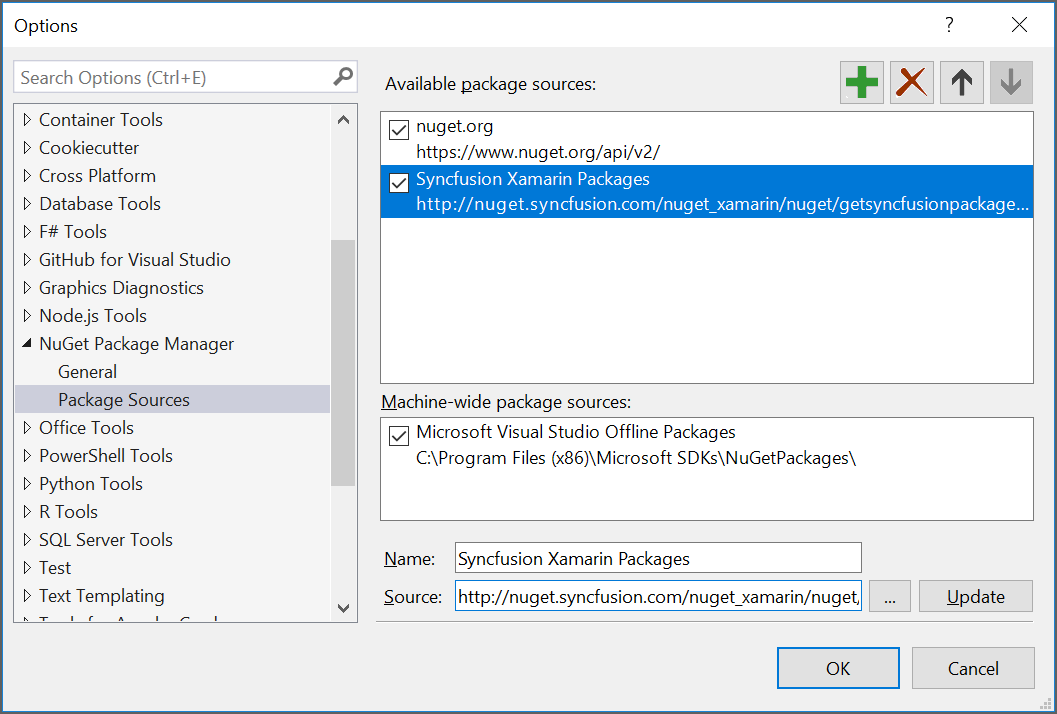 Options
?
Search Options (Ctrl+E)
Container Tools
Cookiecutter
Cross Platform
Database Tools
F# Tools
GitHub for Visual Studio
Graphics Diagnostics
Node.js Tools
NuGet Package Manager
General
Package Sources
Office Tools
PowerShell Tools
Python Tools
R Tools
SQL Server Tools
Test
Text Templating
Available package sources:
nuget.org
https://www.nuget.org/api/v2/
Syncfusion Xamarin Packages
http://nuget.syncfusion.com/nuget_xamarin/nuget/getsyncfusionpackage...
Machine-wide package sources:
Microsoft Visual Studio Offline Packages
C:\Program Files (x86)\Microsoft SDKs\NuGetPackages\
Name: Syncfusion Xamarin Packages
Source: http://nuget.syncfusion.com/nuget_xamarin/nuget, ... Update
OK Cancel